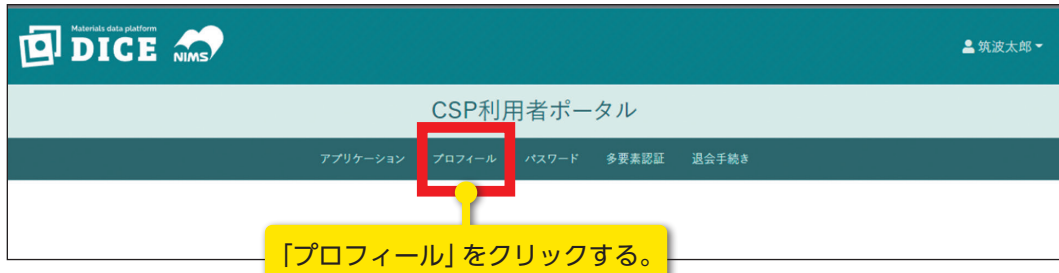 Materials data platform
DICE
NIMS
筑波太郎
CSP利用者ポータル
アプリケーション プロフィール パスワード 多要素認証 退会手続き
「プロフィール」をクリックする。